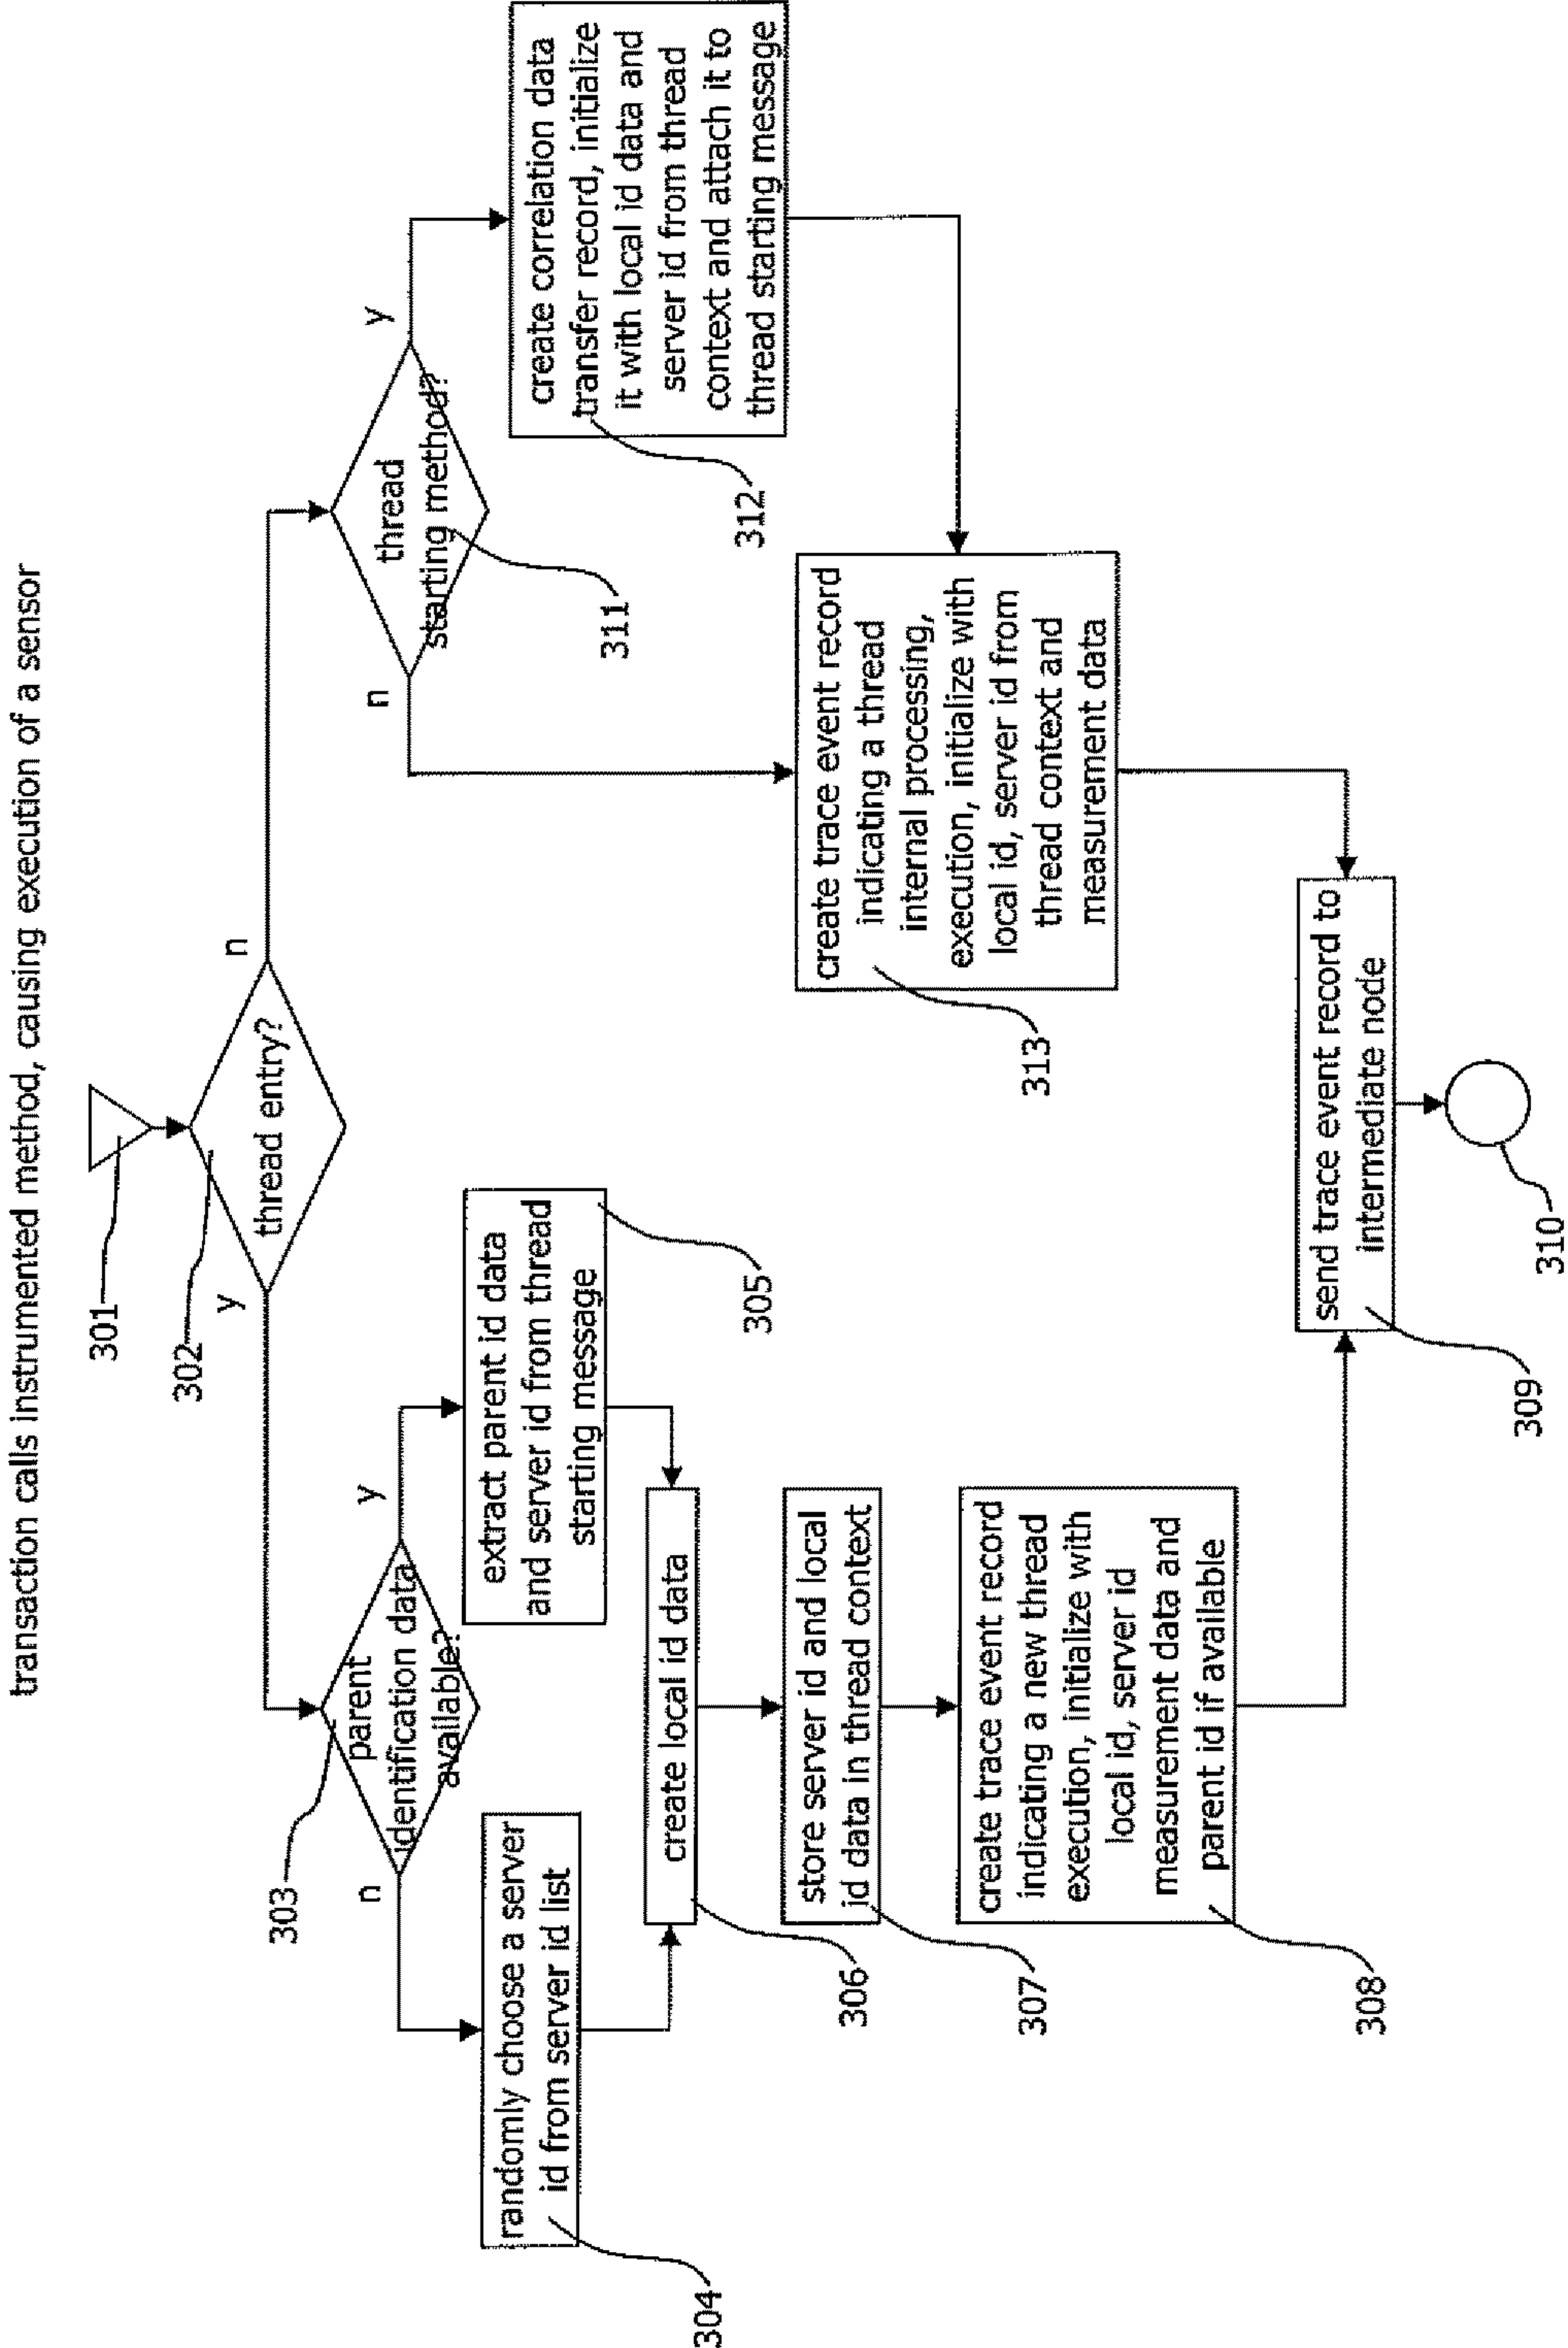 transaction calls instrumented method, causing execution of a sensor
301
302
thread entry?
y
n
303
parent
identification data
available?
n
y
304
randomly choose a server
id from server id list
extract parent id data
and server id from thread
starting message
305
create local id data
306
store server id and local
id data in thread context
307
create trace event record
indicating a new thread
execution, initialize with
local id, server id
measurement data and
parent id if available
308
thread
starting method?
311
n
y
create correlation data
transfer record, initialize
it with local id data and
server id from thread
context and attach it to
thread starting message
312
create trace event record
indicating a thread
internal processing,
execution, initialize with
local id, server id from
thread context and
measurement data
313
send trace event record to
intermediate node
309
310